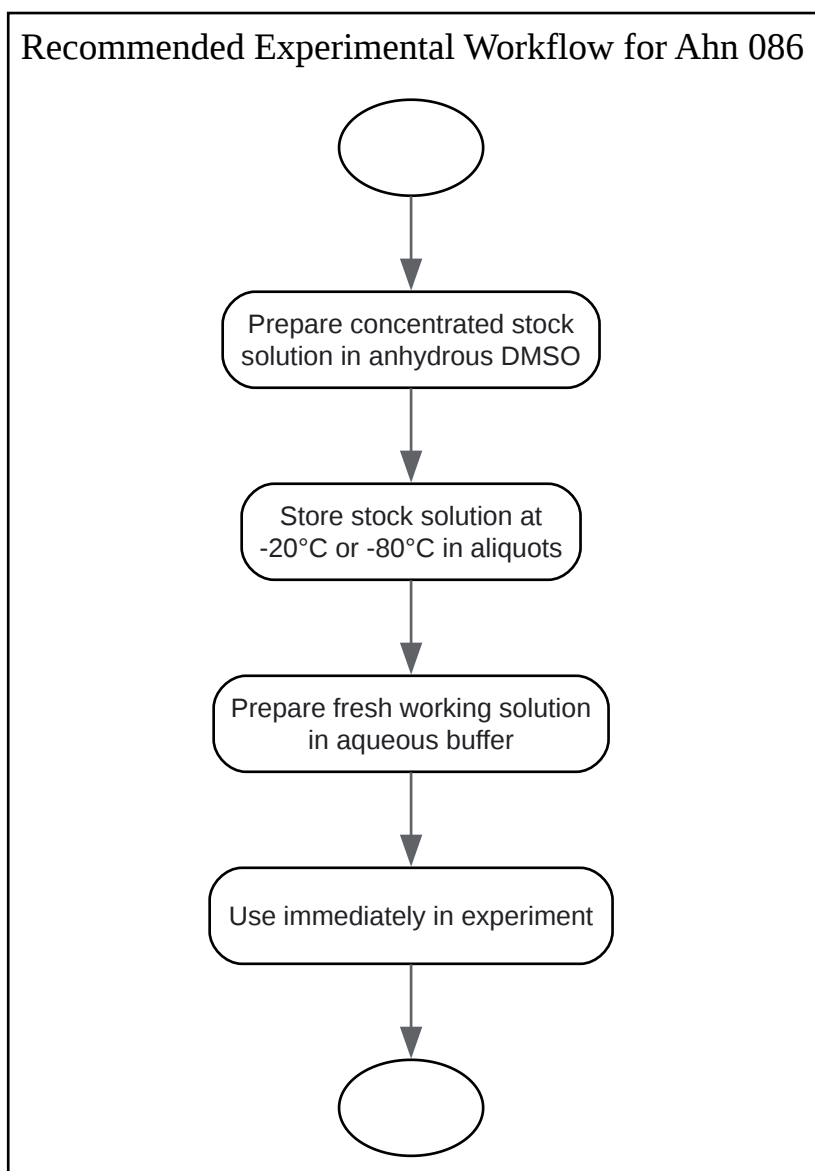 Recommended Experimental Workflow for Ahn 086
Prepare concentrated stock
solution in anhydrous DMSO
Store stock solution at
-20°C or -80°C in aliquots
Prepare fresh working solution
in aqueous buffer
Use immediately in experiment